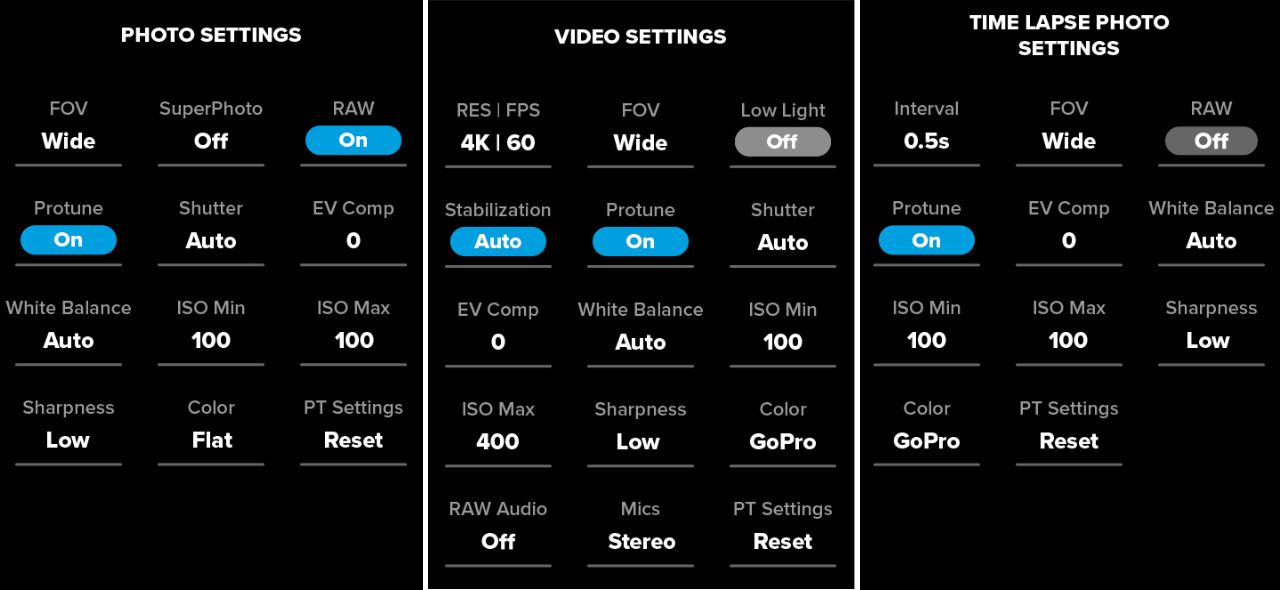 PHOTO SETTINGS
FOV SuperPhoto RAW
Wide Off On
Protune Shutter EV Comp
On Auto 0
White Balance ISO Min ISO Max
Auto 100 100
Sharpness Color PT Settings
Low Flat Reset
VIDEO SETTINGS
RES | FPS FOV Low Light
4K | 60 Wide Off
Stabilization Protune Shutter
Auto On Auto
EV Comp White Balance ISO Min
0 Auto 100
ISO Max Sharpness Color
400 Low GoPro
RAW Audio Mics PT Settings
Off Stereo Reset
TIME LAPSE PHOTO
SETTINGS
Interval FOV RAW
0.5s Wide Off
Protune EV Comp White Balance
On 0 Auto
ISO Min ISO Max Sharpness
100 100 Low
Color PT Settings
GoPro Reset